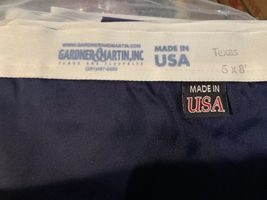 WWW.GARDNERANDMARTIN.COM
GARDNER & MARTIN, INC
FLAGS AND FLAGPOLES
MADE IN
USA
Texas
5 x 8'
MADE IN
USA